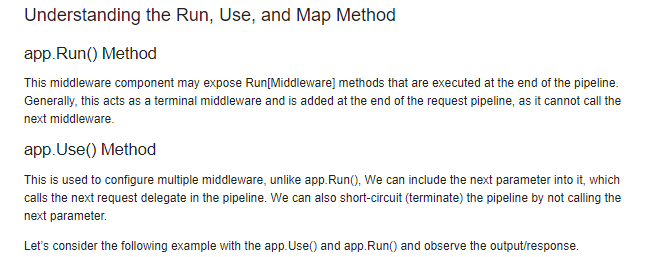 Understanding the Run, Use, and Map Method
app.Run() Method
This middleware component may expose Run[Middleware] methods that are executed at the end of the pipeline.
Generally, this acts as a terminal middleware and is added at the end of the request pipeline, as it cannot call the
next middleware.
app.Use() Method
This is used to configure multiple middleware, unlike app.Run(), We can include the next parameter into it, which
calls the next request delegate in the pipeline. We can also short-circuit (terminate) the pipeline by not calling the
next parameter.
Let's consider the following example with the app.Use() and app.Run() and observe the output/response.